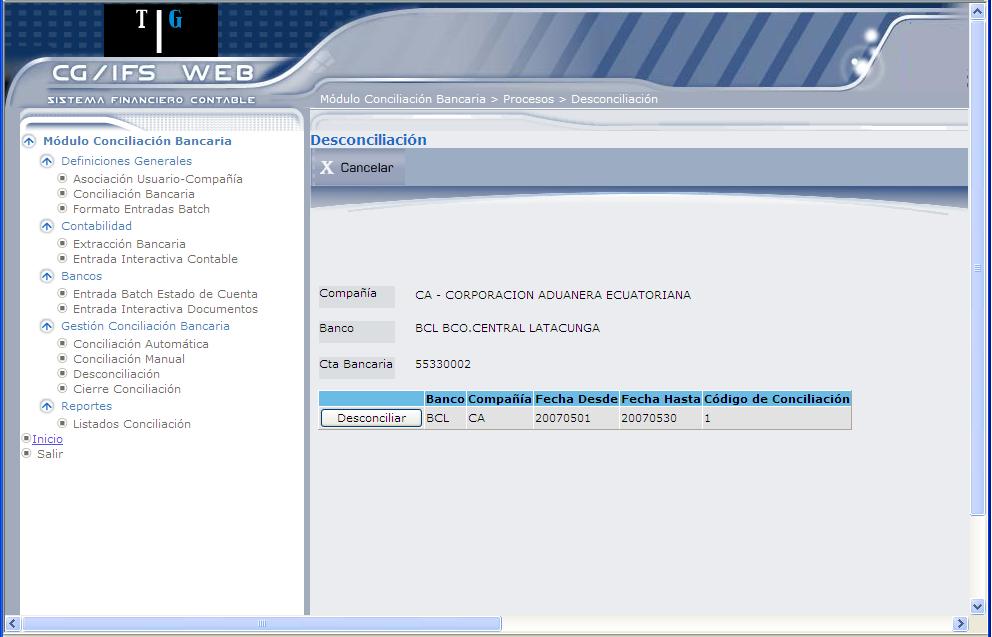 T G
CG/IFS WEB
SISTEMA FINANCIERO CONTABLE
Módulo Conciliación Bancaria > Procesos > Desconciliación
Módulo Conciliación Bancaria
Definiciones Generales
Asociación Usuario-Compañía
Conciliación Bancaria
Formato Entradas Batch
Contabilidad
Extracción Bancaria
Entrada Interactiva Contable
Bancos
Entrada Batch Estado de Cuenta
Entrada Interactiva Documentos
Gestión Conciliación Bancaria
Conciliación Automática
Conciliación Manual
Desconciliación
Cierre Conciliación
Reportes
Listados Conciliación
Inicio
Salir
Desconciliación
X Cancelar
Compañía CA - CORPORACION ADUANERA ECUATORIANA
Banco BCL BCO.CENTRAL LATACUNGA
Cta Bancaria 55330002
Banco Compañía Fecha Desde Fecha Hasta Código de Conciliación
Desconciliar BCL CA 20070501 20070530 1